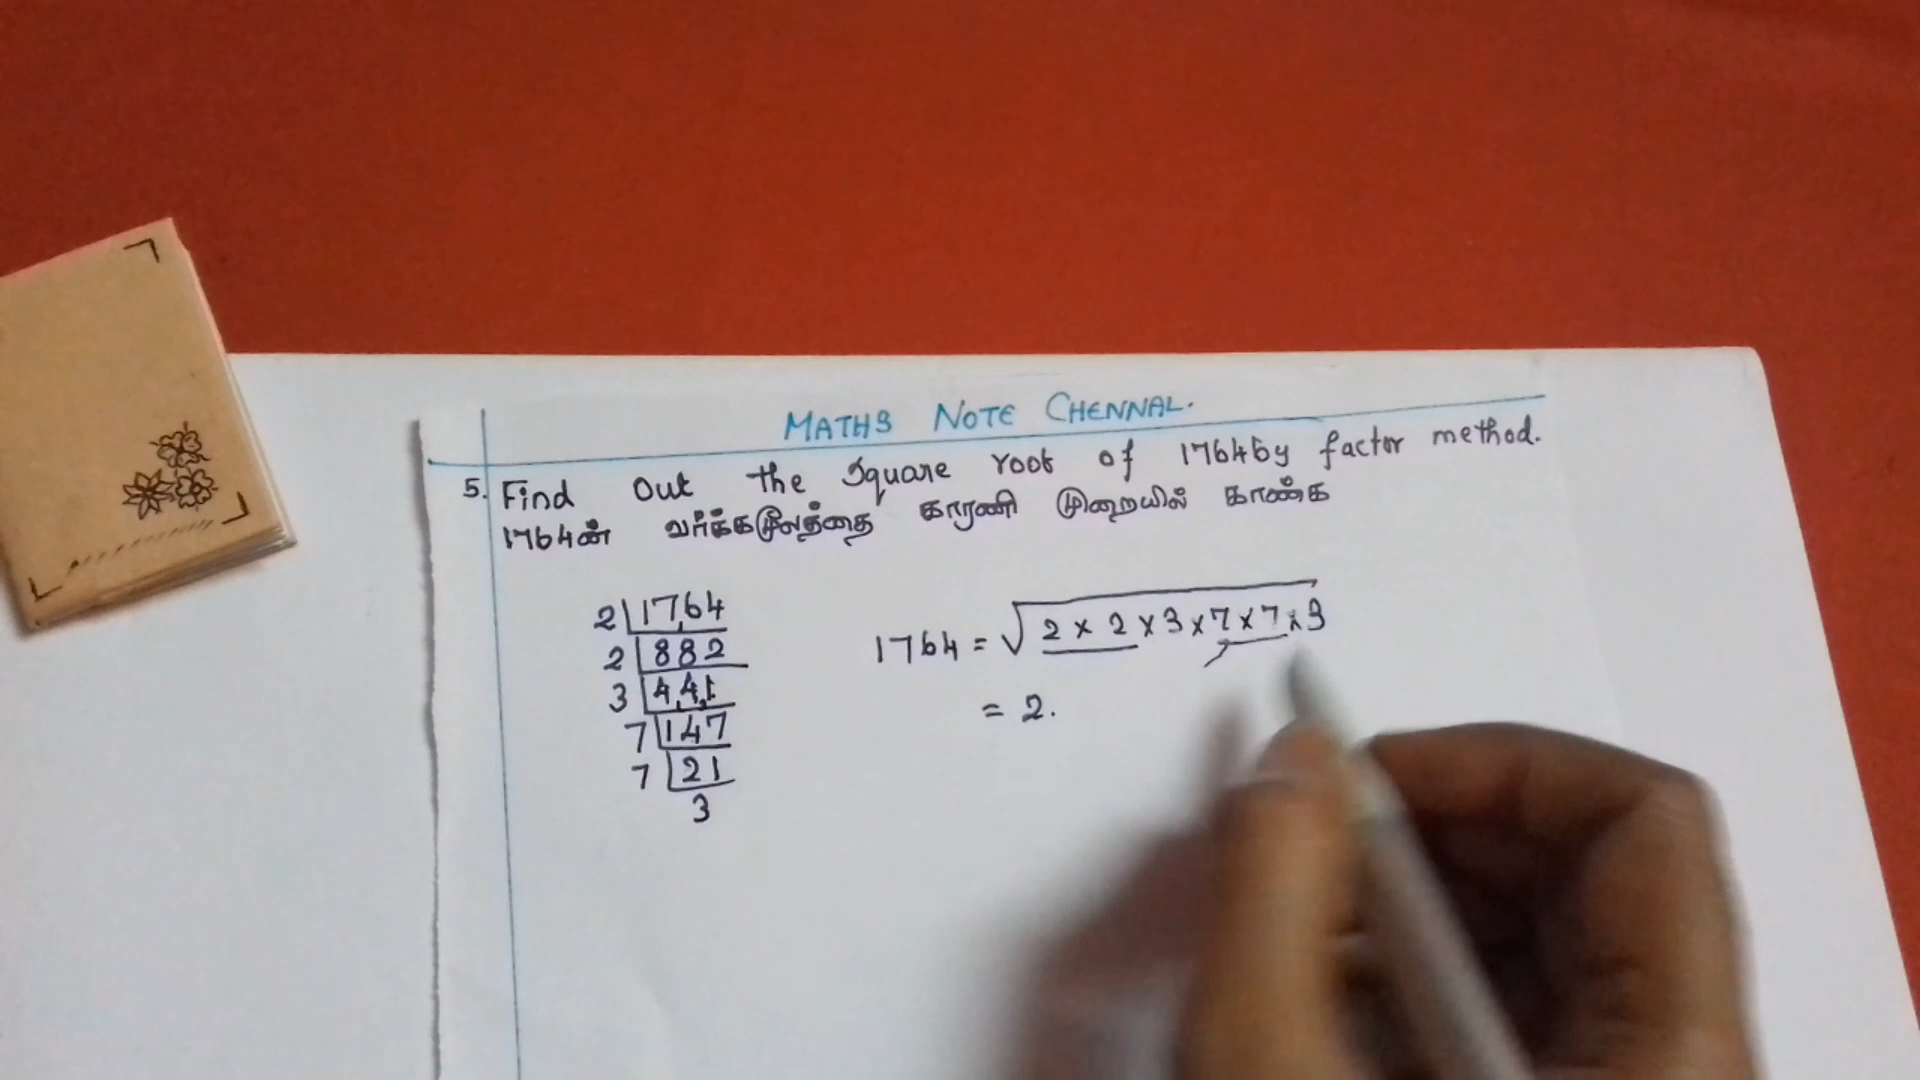 MATHS NOTE CHENNAI.
5. Find out the square root of 1764 by factor method.
1764ன் வர்க்கமூலத்தை காரணி முறையில் காண்க
2 1764
2 882
3 441
7 147
7 21
3
1764 = √2 × 2 × 3 × 7 × 7 × 3
= 2.